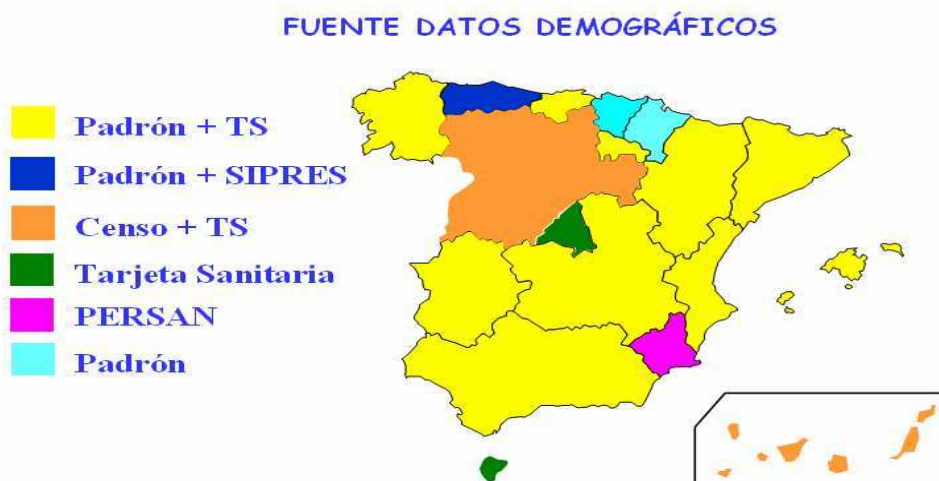 FUENTE DATOS DEMOGRÁFICOS
Padrón + TS
Padrón + SIPRES
Censo + TS
Tarjeta Sanitaria
PERSAN
Padrón